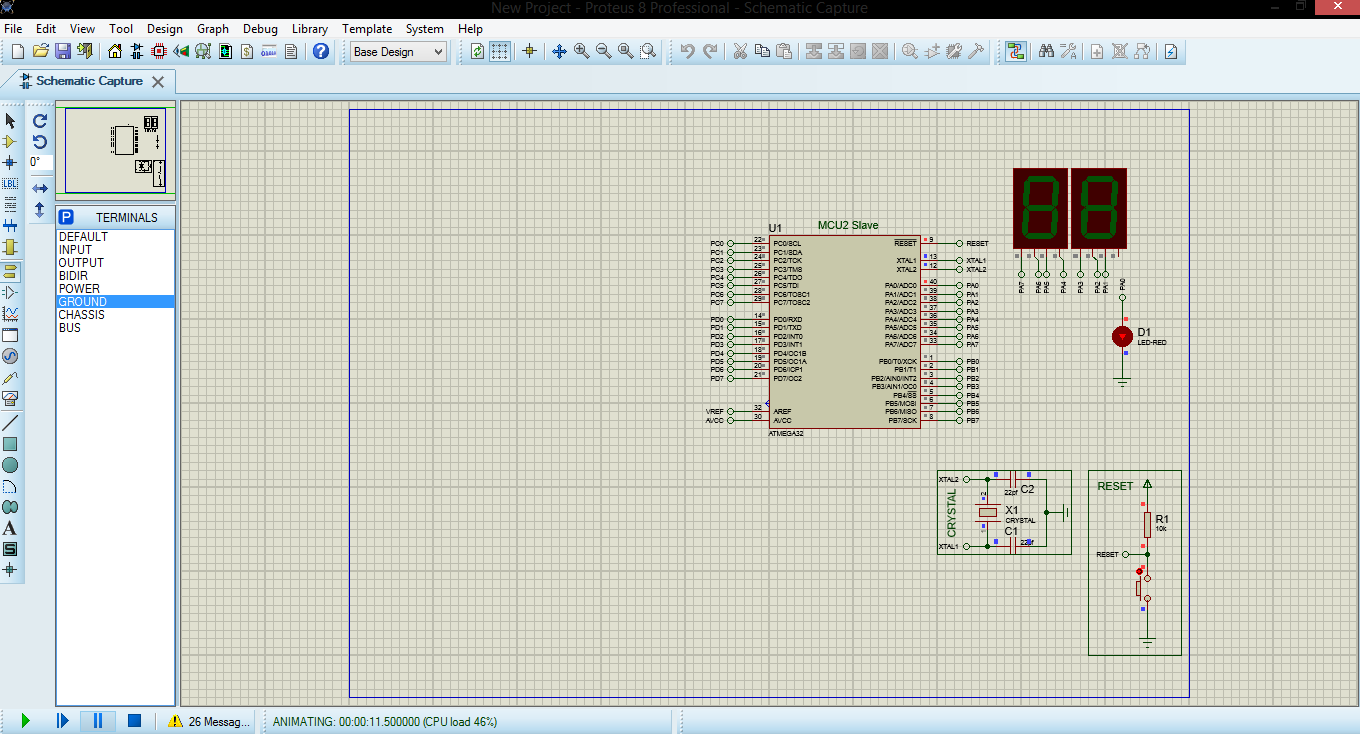 New Project - Proteus 8 Professional - Schematic Capture
File Edit View Tool Design Graph Debug Library Template System Help
Base Design
Schematic Capture
0°
LBL
TERMINALS
DEFAULT
INPUT
OUTPUT
BIDIR
POWER
GROUND
CHASSIS
BUS
U1
MCU2 Slave
PC0 22 PC0/SCL
PC1 23 PC1/SDA
PC2 24 PC2/TCK
PC3 25 PC3/TMS
PC4 26 PC4/TDO
PC5 27 PC5/TDI
PC6 28 PC6/TOSC1
PC7 29 PC7/TOSC2
PD0 14 PD0/RXD
PD1 15 PD1/TXD
PD2 16 PD2/INT0
PD3 17 PD3/INT1
PD4 18 PD4/OC1B
PD5 19 PD5/OC1A
PD6 20 PD6/ICP1
PD7 21 PD7/OC2
VREF 32 AREF
AVCC 30 AVCC
ATMEGA32
RESET 9 RESET
XTAL1 13 XTAL1
XTAL2 12 XTAL2
PA0/ADC0 40 PA0
PA1/ADC1 39 PA1
PA2/ADC2 38 PA2
PA3/ADC3 37 PA3
PA4/ADC4 36 PA4
PA5/ADC5 35 PA5
PA6/ADC6 34 PA6
PA7/ADC7 33 PA7
PB0/T0/XCK 1 PB0
PB1/T1 2 PB1
PB2/AIN0/INT2 3 PB2
PB3/AIN1/OC0 4 PB3
PB4/SS 5 PB4
PB5/MOSI 6 PB5
PB6/MISO 7 PB6
PB7/SCK 8 PB7
PA7 PA6 PA5 PA4 PA3 PA2 PA1 PA0
D1
LED-RED
CRYSTAL
XTAL2
22pf C2
2
X1
CRYSTAL
1
C1
XTAL1 22pf
RESET
R1
10k
RESET
26 Messag...
ANIMATING: 00:00:11.500000 (CPU load 46%)